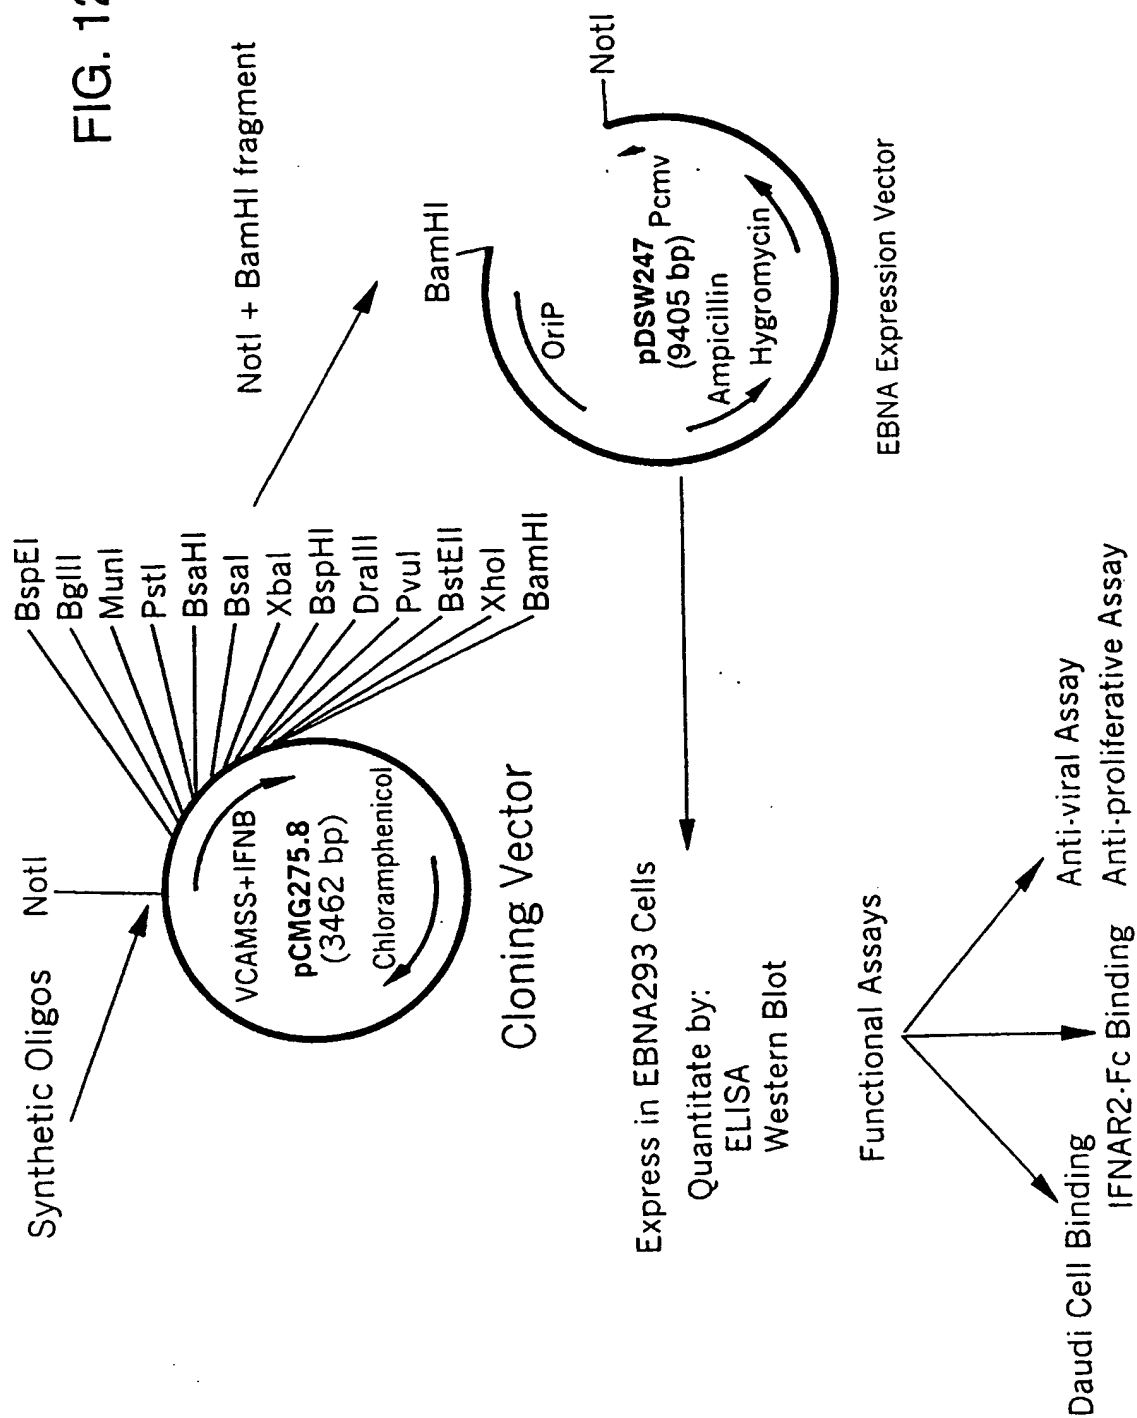 FIG. 12
Synthetic Oligos
NotI
BspEI
BglII
MunI
PstI
BsaHI
BsaI
XbaI
BspHI
DraIII
PvuI
BstEII
XhoI
BamHI
VCAMSS+IFNB
pCMG275.8
(3462 bp)
Chloramphenicol
Cloning Vector
NotI + BamHI fragment
BamHI
NotI
OriP
pDSW247
(9405 bp)
Pcmv
Ampicillin
Hygromycin
EBNA Expression Vector
Express in EBNA293 Cells
Quantitate by:
ELISA
Western Blot
Functional Assays
Daudi Cell Binding
IFNAR2-Fc Binding
Anti-viral Assay
Anti-proliferative Assay